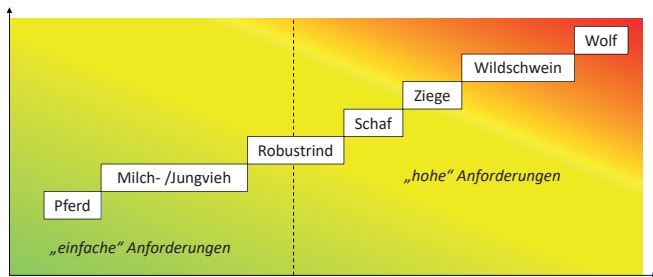 Wolf
Wildschwein
Ziege
Schaf
Robustrind
Milch- /Jungvieh
„hohe“ Anforderungen
Pferd
„einfache“ Anforderungen